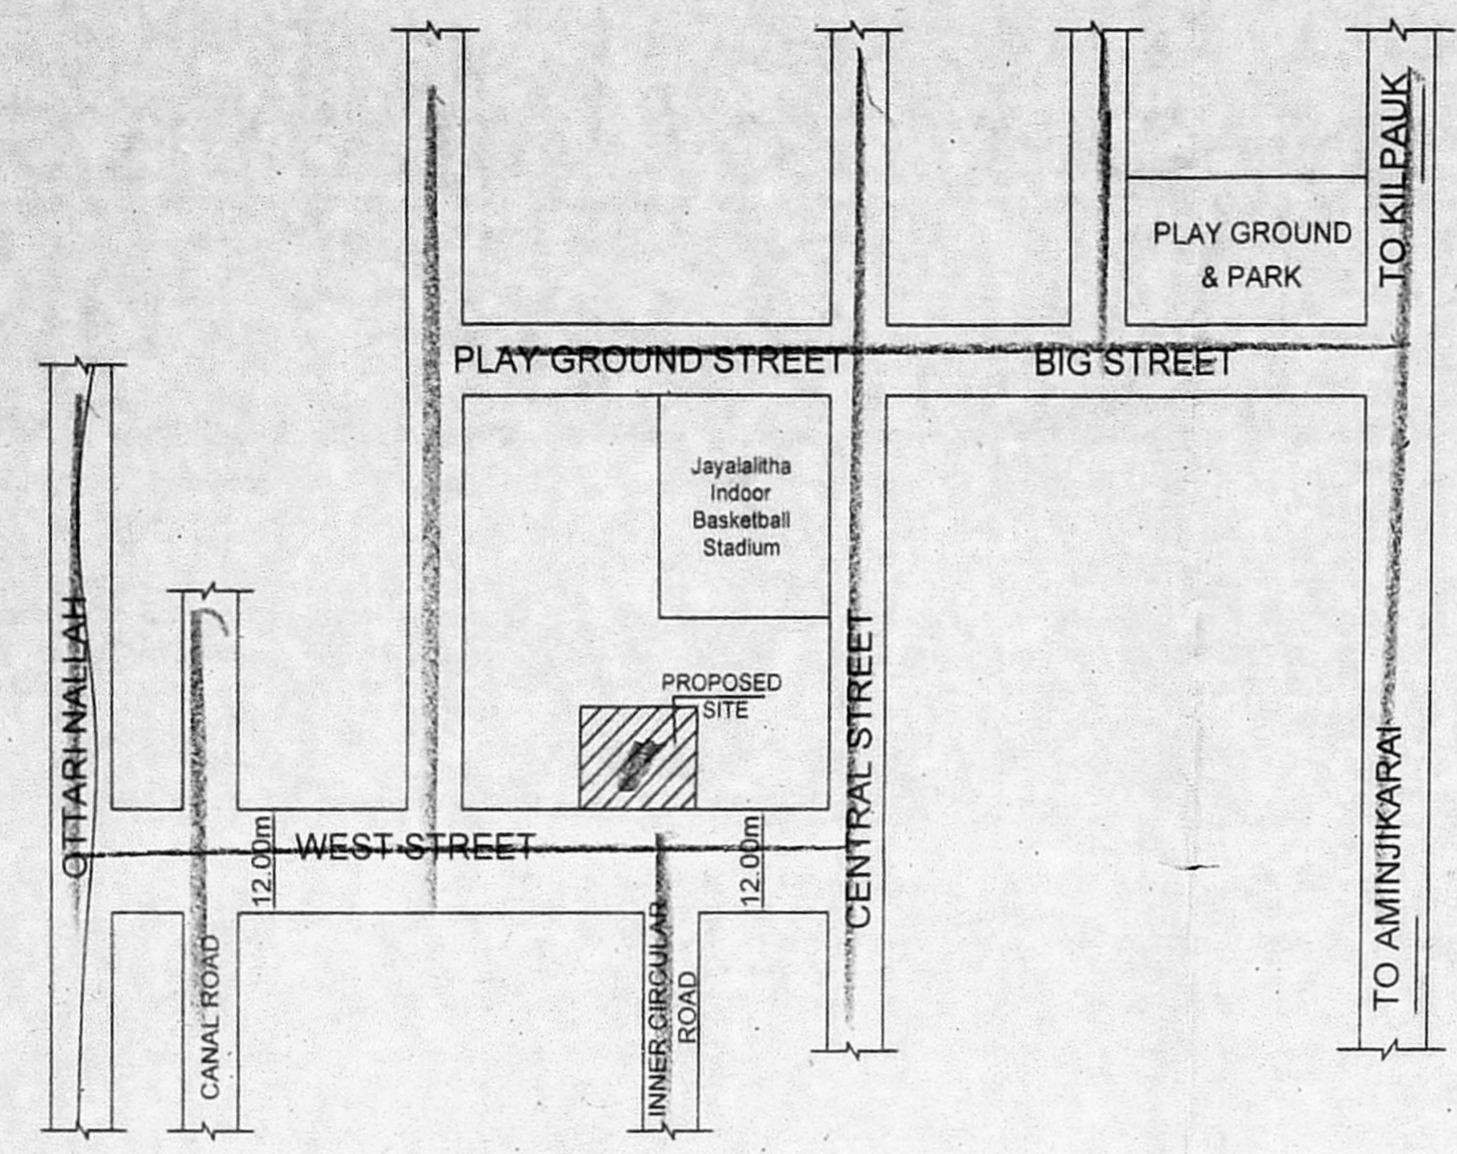 TO KILPAUK
PLAY GROUND
& PARK
PLAY GROUND STREET
BIG STREET
Jayalalitha
Indoor
Basketball
Stadium
OTTARI NALLAH
PROPOSED
SITE
CENTRAL STREET
TO AMINJIKARAI
WEST STREET
12.00m
12.00m
CANAL ROAD
INNER CIRCULAR
ROAD